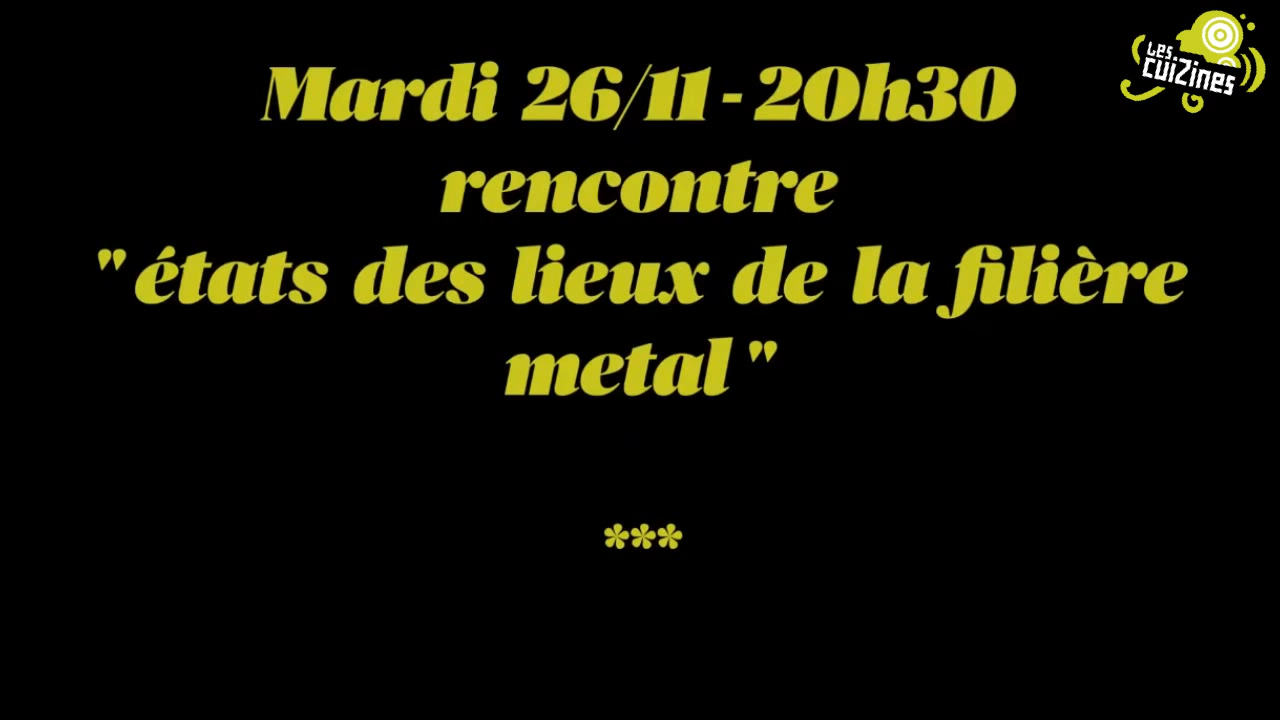 Les
cuiZines
Mardi 26/11 - 20h30
rencontre
" états des lieux de la filière
metal "
***